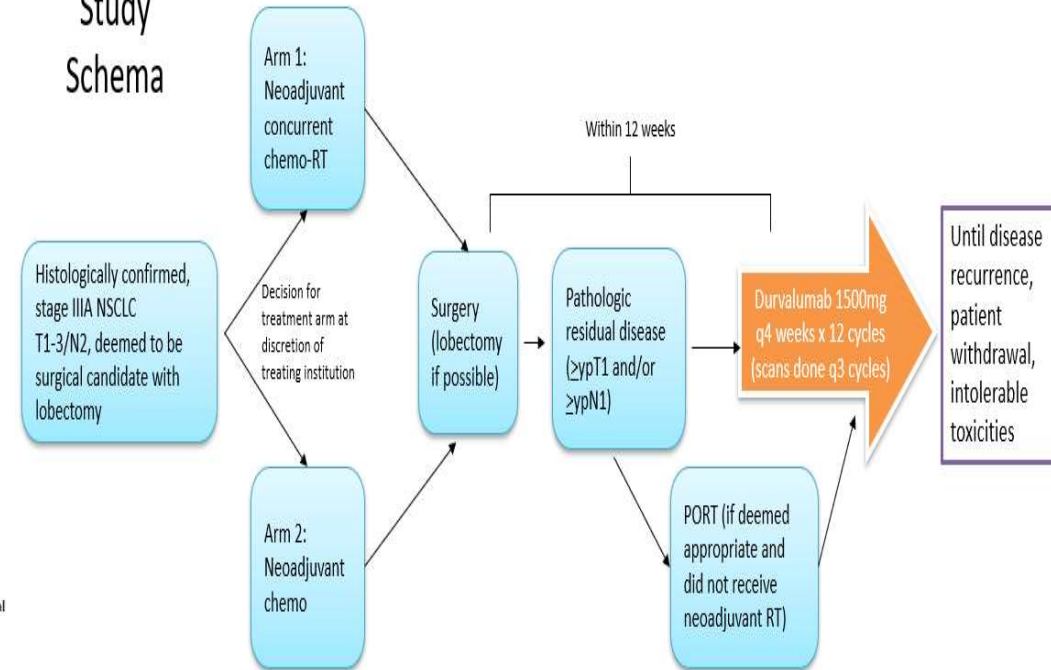 Study
Schema
Arm 1:
Neoadjuvant
concurrent
chemo-RT
Within 12 weeks
Histologically confirmed,
stage IIIA NSCLC
T1-3/N2, deemed to be
surgical candidate with
lobectomy
Decision for
treatment arm at
discretion of
treating institution
Surgery
(lobectomy
if possible)
Pathologic
residual disease
(≥ypT1 and/or
≥ypN1)
Durvalumab 1500mg
q4 weeks x 12 cycles
(scans done q3 cycles)
Until disease
recurrence,
patient
withdrawal,
intolerable
toxicities
Arm 2:
Neoadjuvant
chemo
PORT (if deemed
appropriate and
did not receive
neoadjuvant RT)